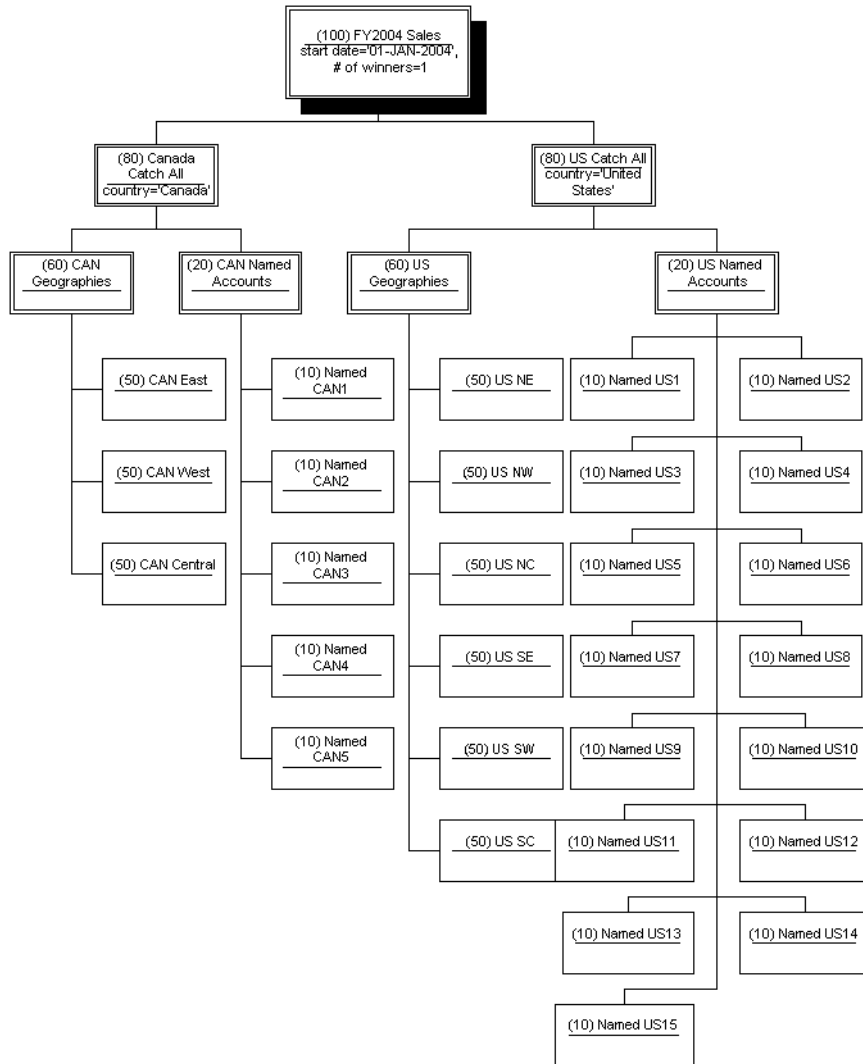 (100) FY2004 Sales
start date='01-JAN-2004',
# of winners=1
(80) Canada
Catch All
country='Canada'
(80) US Catch All
country='United
States'
(60) CAN
Geographies
(20) CAN Named
Accounts
(60) US
Geographies
(20) US Named
Accounts
(50) CAN East
(10) Named
CAN1
(50) US NE
(10) Named US1
(10) Named US2
(50) CAN West
(10) Named
CAN2
(50) US NW
(10) Named US3
(10) Named US4
(50) CAN Central
(10) Named
CAN3
(50) US NC
(10) Named US5
(10) Named US6
(10) Named
CAN4
(50) US SE
(10) Named US7
(10) Named US8
(10) Named
CAN5
(50) US SW
(10) Named US9
(10) Named US10
(50) US SC
(10) Named US11
(10) Named US12
(10) Named US13
(10) Named US14
(10) Named US15